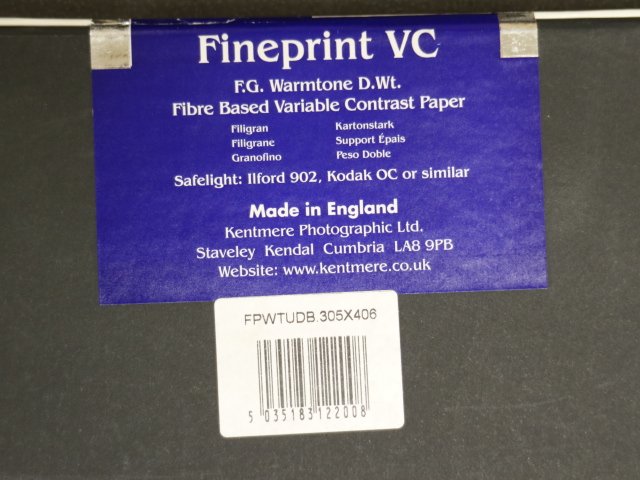 Fineprint VC
F.G. Warmtone D.Wt.
Fibre Based Variable Contrast Paper
Filigran Kartonstark
Filigrane Support Épais
Granofino Peso Doble
Safelight: Ilford 902, Kodak OC or similar
Made in England
Kentmere Photographic Ltd.
Staveley Kendal Cumbria LA8 9PB
Website: www.kentmere.co.uk
FPWTUDB.305X406
5 035183 122008